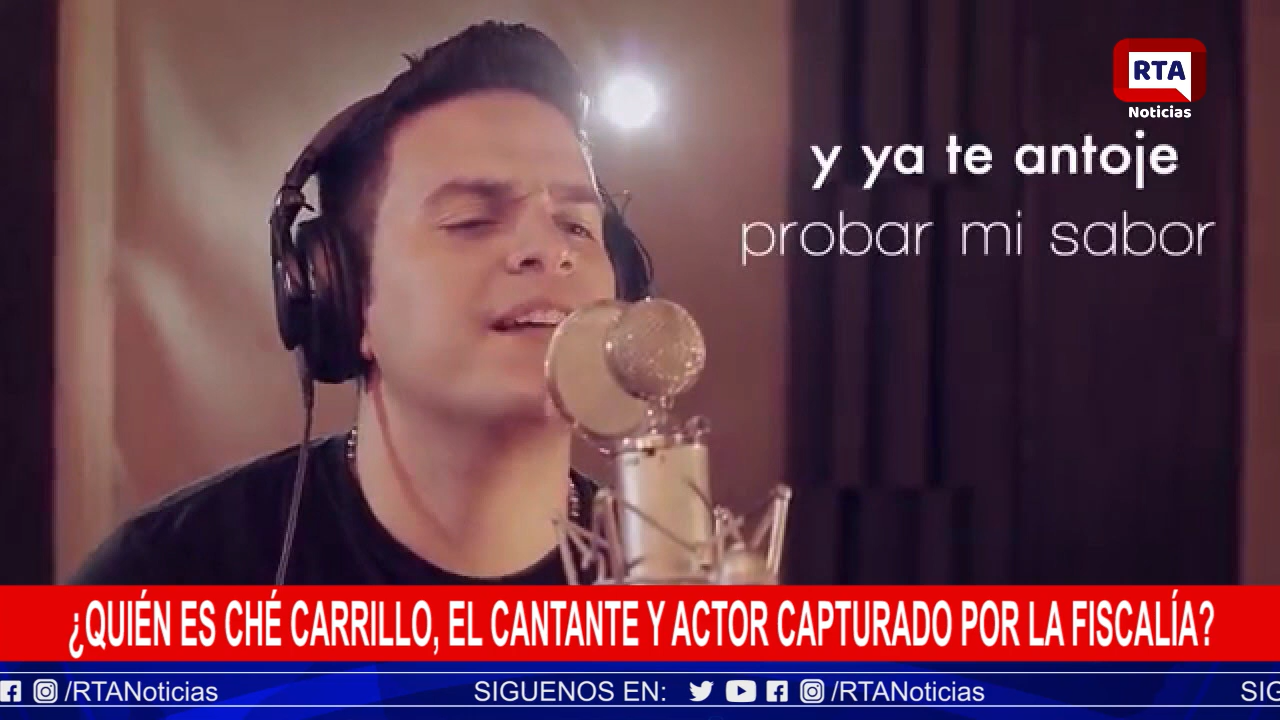 RTA
Noticias
y ya te antoje
probar mi sabor
¿QUIÉN ES CHÉ CARRILLO, EL CANTANTE Y ACTOR CAPTURADO POR LA FISCALÍA?
/RTANoticias SIGUENOS EN: /RTANoticias SIG